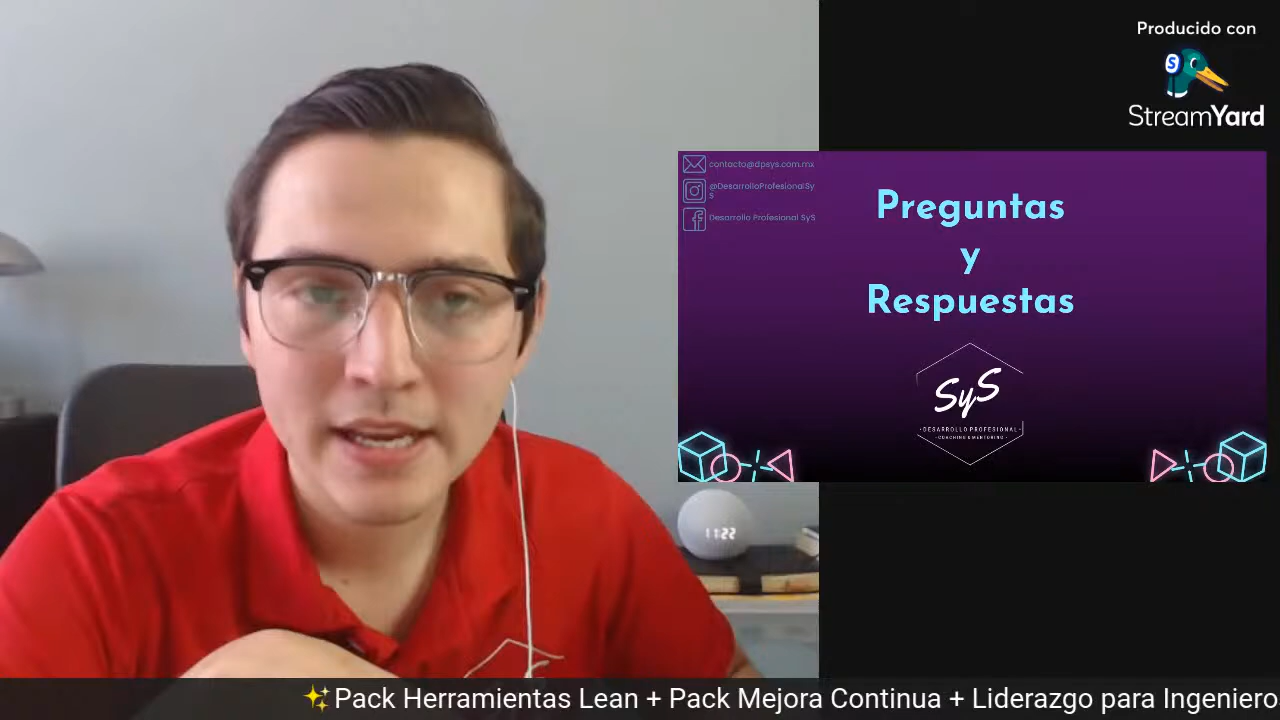 Producido con
StreamYard
contacto@dpsys.com.mx
@DesarrolloProfesionalSy
s
Desarrollo Profesional SyS
Preguntas
y
Respuestas
SyS
· DESARROLLO PROFESIONAL ·
· COACHING & MENTORING ·
11:22
✨Pack Herramientas Lean + Pack Mejora Continua + Liderazgo para Ingeniero